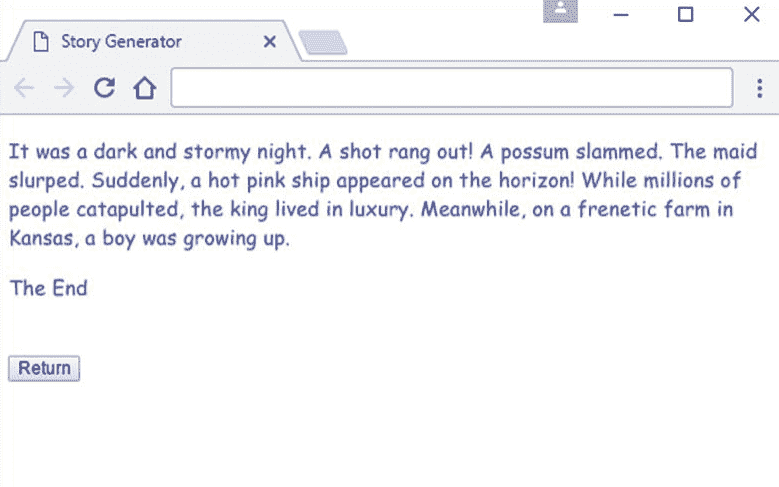 Story Generator
It was a dark and stormy night. A shot rang out! A possum slammed. The maid
slurped. Suddenly, a hot pink ship appeared on the horizon! While millions of
people catapulted, the king lived in luxury. Meanwhile, on a frenetic farm in
Kansas, a boy was growing up.
The End
Return